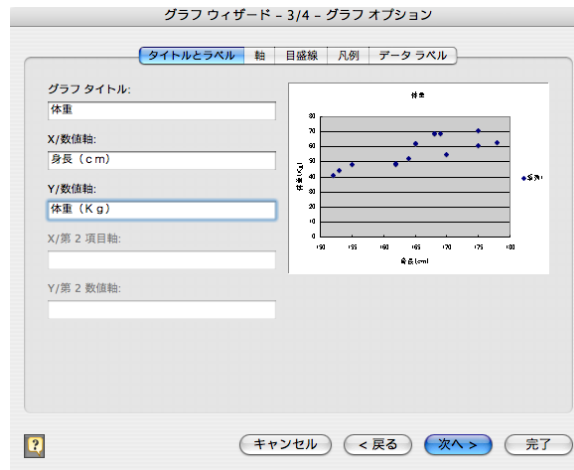 グラフ ウィザード – 3/4 – グラフ オプション
タイトルとラベル 軸 目盛線 凡例 データ ラベル
グラフ タイトル:
体重
X/数値軸:
身長（ｃｍ）
Y/数値軸:
体重（Ｋｇ）
X/第 2 項目軸:
Y/第 2 数値軸:
体重
80
70
60
50
40
30
20
10
0
150 155 160 165 170 175 180
身長(cm)
体重(Kg)
?
キャンセル < 戻る 次へ > 完了